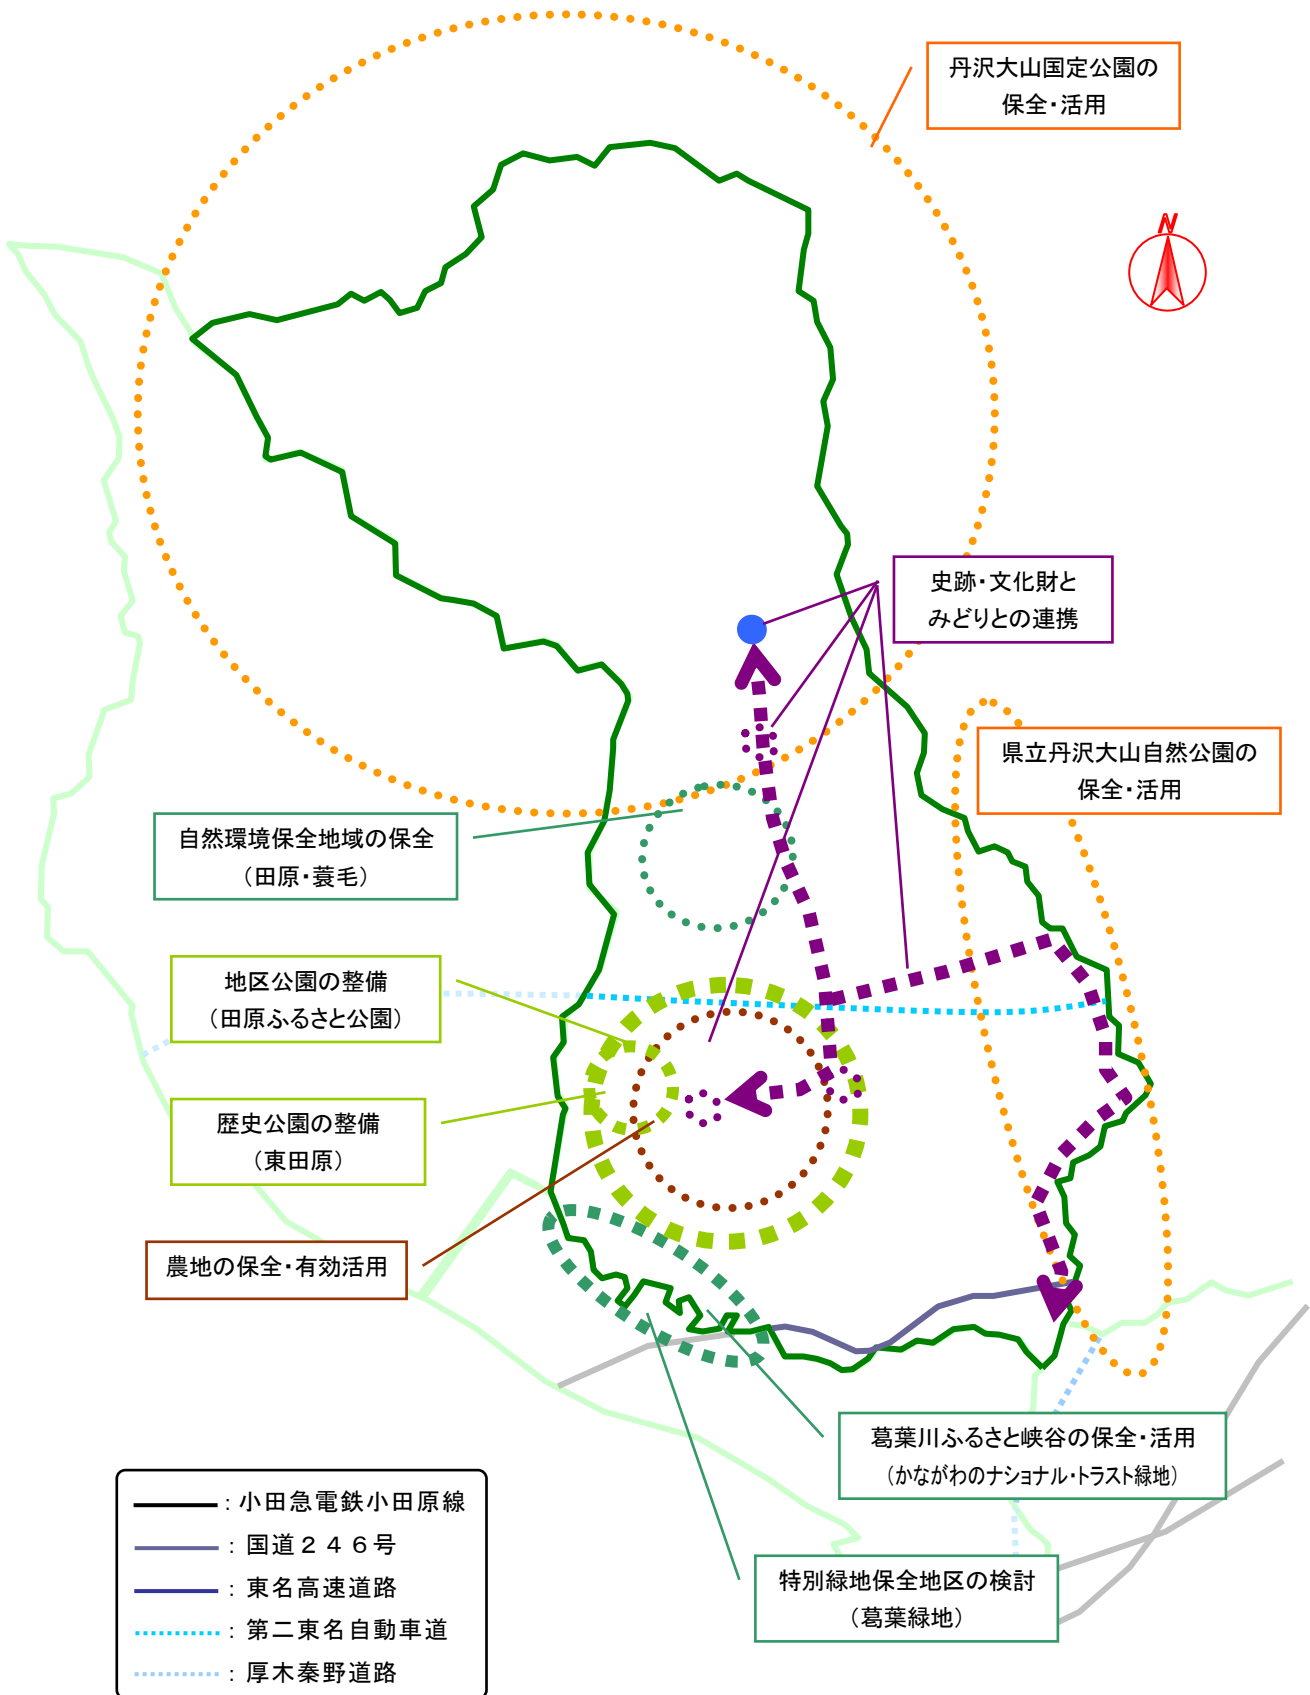 丹沢大山国定公園の
保全・活用
N
史跡・文化財と
みどりとの連携
県立丹沢大山自然公園の
保全・活用
自然環境保全地域の保全
（田原・蓑毛）
地区公園の整備
（田原ふるさと公園）
歴史公園の整備
（東田原）
農地の保全・有効活用
葛葉川ふるさと峡谷の保全・活用
（かながわのナショナル・トラスト緑地）
特別緑地保全地区の検討
（葛葉緑地）
：小田急電鉄小田原線
：国道２４６号
：東名高速道路
：第二東名自動車道
：厚木秦野道路